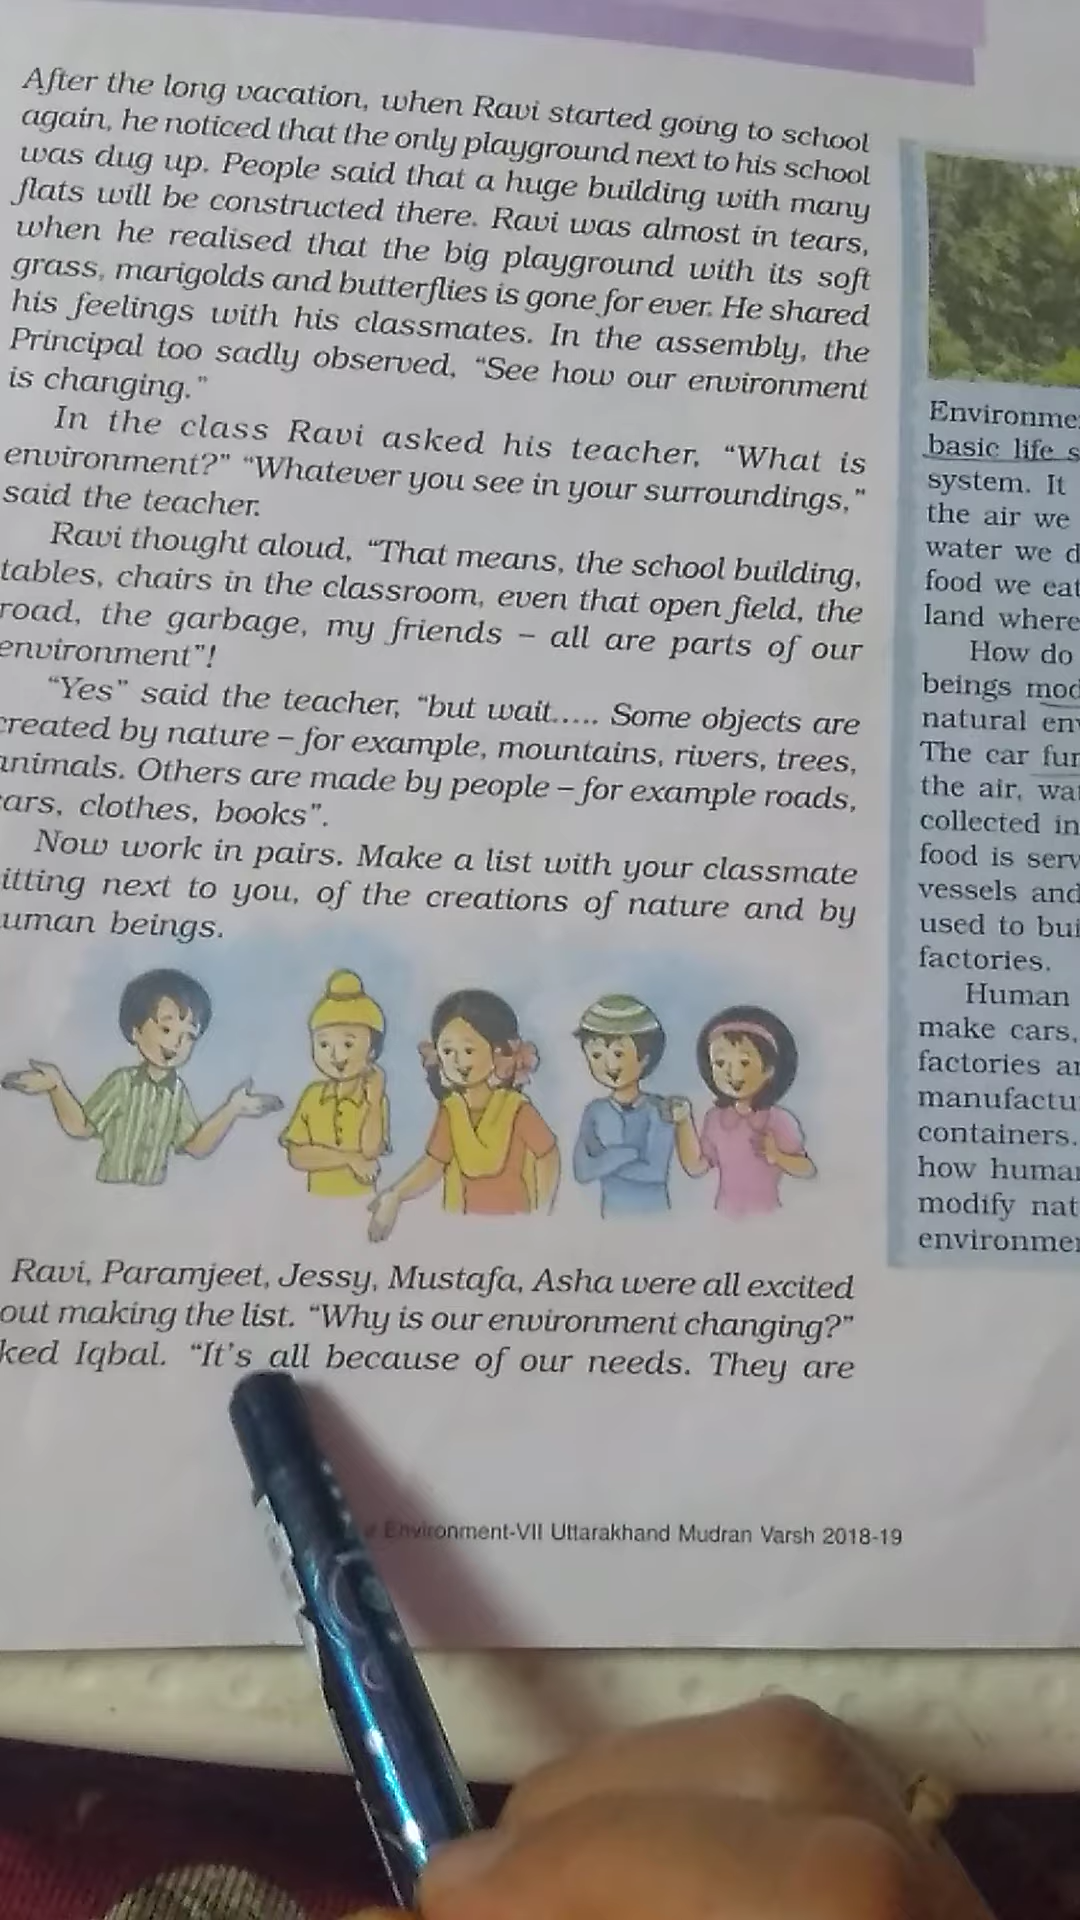 After the long vacation, when Ravi started going to school
again, he noticed that the only playground next to his school
was dug up. People said that a huge building with many
flats will be constructed there. Ravi was almost in tears,
when he realised that the big playground with its soft
grass, marigolds and butterflies is gone for ever. He shared
his feelings with his classmates. In the assembly, the
Principal too sadly observed, “See how our environment
is changing.”
In the class Ravi asked his teacher, “What is
environment?” “Whatever you see in your surroundings,”
said the teacher.
Ravi thought aloud, “That means, the school building,
tables, chairs in the classroom, even that open field, the
road, the garbage, my friends – all are parts of our
environment”!
“Yes” said the teacher, “but wait..... Some objects are
created by nature – for example, mountains, rivers, trees,
animals. Others are made by people – for example roads,
cars, clothes, books”.
Now work in pairs. Make a list with your classmate
itting next to you, of the creations of nature and by
uman beings.
Ravi, Paramjeet, Jessy, Mustafa, Asha were all excited
out making the list. “Why is our environment changing?”
ked Iqbal. “It’s all because of our needs. They are
Environment-VII Uttarakhand Mudran Varsh 2018-19
Environme
basic life s
system. It
the air we
water we d
food we eat
land where
How do
beings mod
natural env
The car fum
the air, wat
collected in
food is serv
vessels and
used to bui
factories.
Human
make cars,
factories an
manufactu
containers.
how human
modify nat
environmen